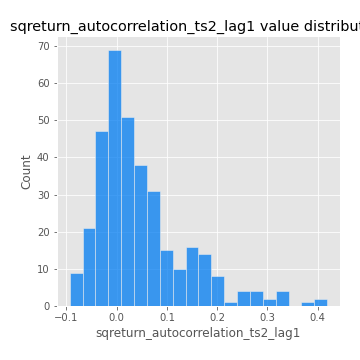 sqreturn_autocorrelation_ts2_lag1 value distribut
70
60
50
40
30
20
10
0
Count
−0.1 0.0 0.1 0.2 0.3 0.4
sqreturn_autocorrelation_ts2_lag1